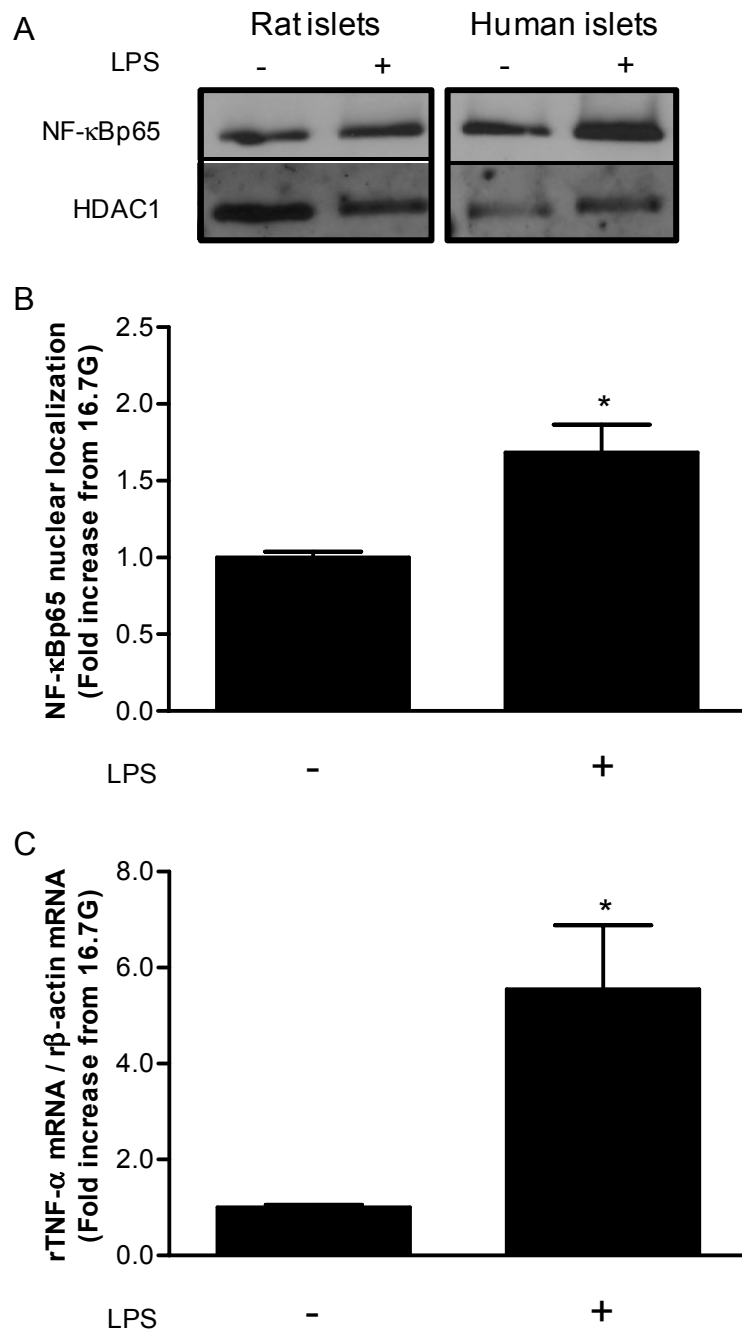 A
Rat islets Human islets
LPS - + - +
NF-κBp65
HDAC1
B
NF-κBp65 nuclear localization
(Fold increase from 16.7G)
2.5
2.0
1.5
1.0
0.5
0.0
*
LPS - +
C
rTNF-α mRNA / rβ-actin mRNA
(Fold increase from 16.7G)
8.0
6.0
4.0
2.0
0.0
*
LPS - +